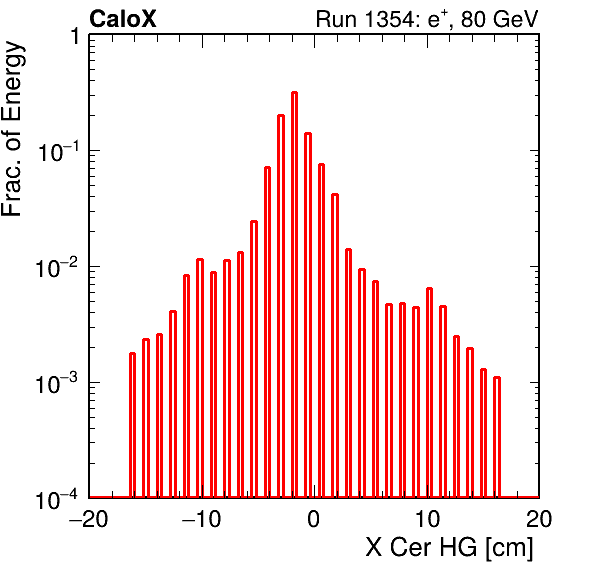 CaloX Run 1354: e⁺, 80 GeV
Frac. of Energy
1
10⁻¹
10⁻²
10⁻³
10⁻⁴
−20 −10 0 10 20
X Cer HG [cm]